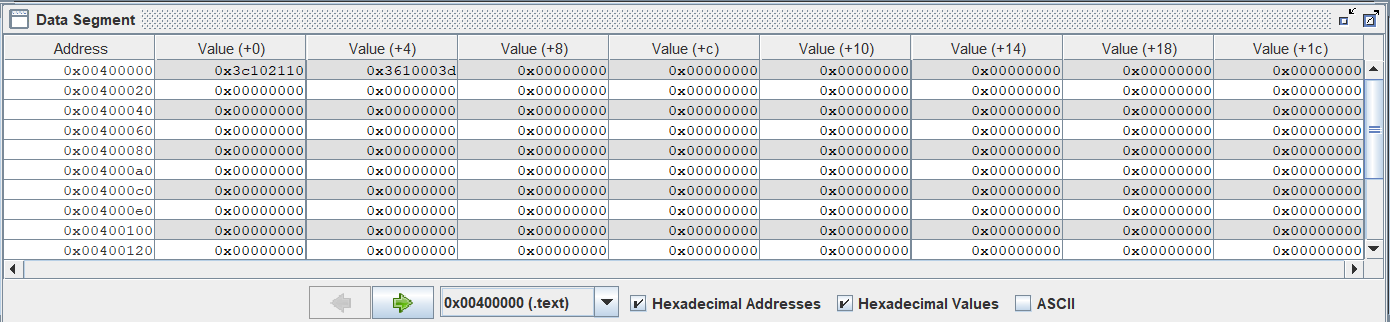 Data Segment
Address Value (+0) Value (+4) Value (+8) Value (+c) Value (+10) Value (+14) Value (+18) Value (+1c)
0x00400000 0x3c102110 0x3610003d 0x00000000 0x00000000 0x00000000 0x00000000 0x00000000 0x00000000
0x00400020 0x00000000 0x00000000 0x00000000 0x00000000 0x00000000 0x00000000 0x00000000 0x00000000
0x00400040 0x00000000 0x00000000 0x00000000 0x00000000 0x00000000 0x00000000 0x00000000 0x00000000
0x00400060 0x00000000 0x00000000 0x00000000 0x00000000 0x00000000 0x00000000 0x00000000 0x00000000
0x00400080 0x00000000 0x00000000 0x00000000 0x00000000 0x00000000 0x00000000 0x00000000 0x00000000
0x004000a0 0x00000000 0x00000000 0x00000000 0x00000000 0x00000000 0x00000000 0x00000000 0x00000000
0x004000c0 0x00000000 0x00000000 0x00000000 0x00000000 0x00000000 0x00000000 0x00000000 0x00000000
0x004000e0 0x00000000 0x00000000 0x00000000 0x00000000 0x00000000 0x00000000 0x00000000 0x00000000
0x00400100 0x00000000 0x00000000 0x00000000 0x00000000 0x00000000 0x00000000 0x00000000 0x00000000
0x00400120 0x00000000 0x00000000 0x00000000 0x00000000 0x00000000 0x00000000 0x00000000 0x00000000
0x00400000 (.text) Hexadecimal Addresses Hexadecimal Values ASCII